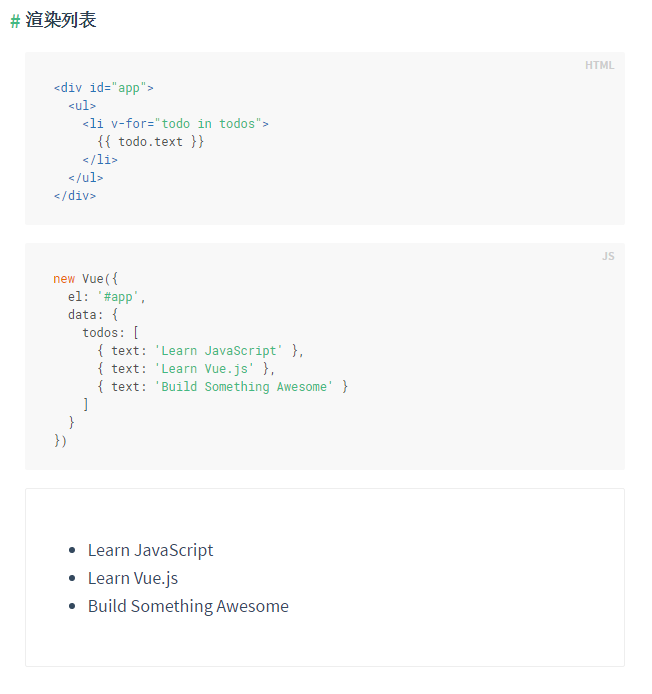 # 渲染列表
HTML
<div id="app">
  <ul>
    <li v-for="todo in todos">
      {{ todo.text }}
    </li>
  </ul>
</div>
JS
new Vue({
  el: '#app',
  data: {
    todos: [
      { text: 'Learn JavaScript' },
      { text: 'Learn Vue.js' },
      { text: 'Build Something Awesome' }
    ]
  }
})
• Learn JavaScript
• Learn Vue.js
• Build Something Awesome